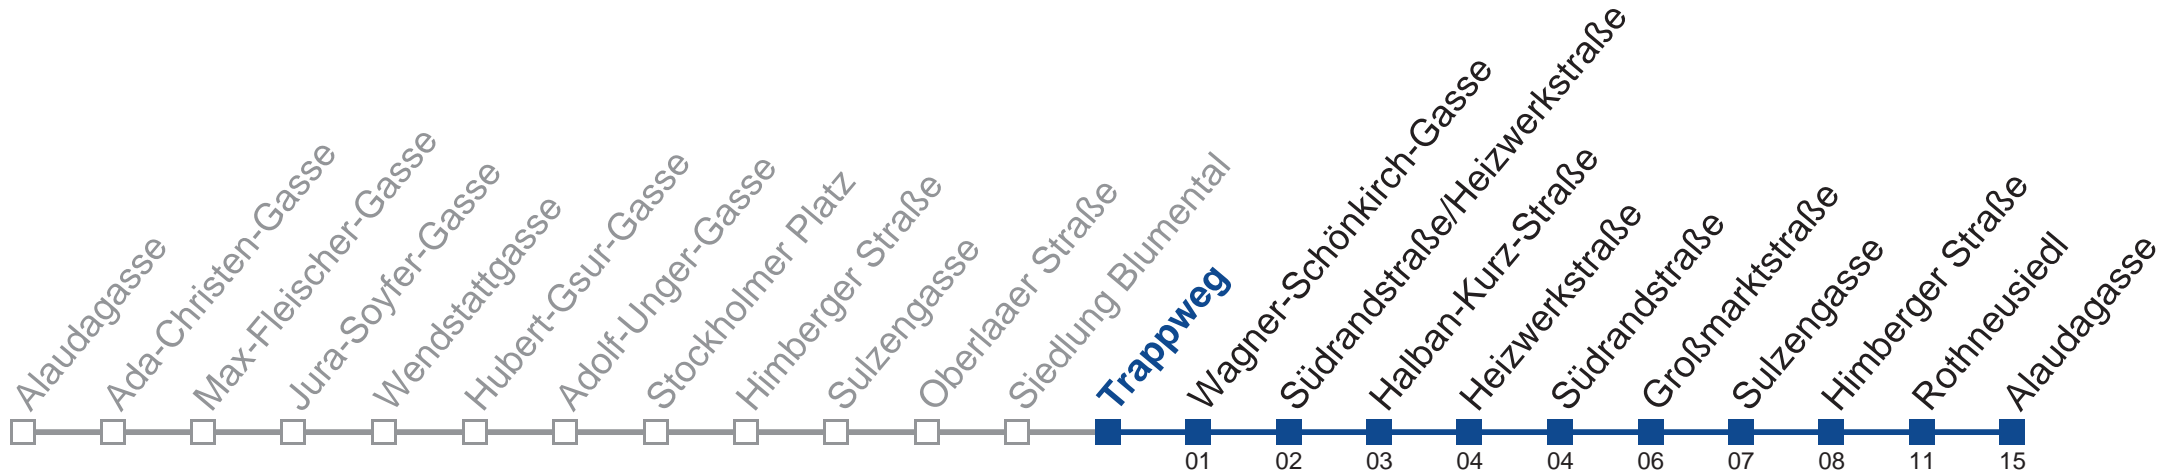 Alaudagasse
Ada-Christen-Gasse
Max-Fleischer-Gasse
Jura-Soyfer-Gasse
Wendstattgasse
Hubert-Gsur-Gasse
Adolf-Unger-Gasse
Stockholmer Platz
Himberger Straße
Sulzengasse
Oberlaaer Straße
Siedlung Blumental
Trappweg
Wagner-Schönkirch-Gasse
Südrandstraße/Heizwerkstraße
Halban-Kurz-Straße
Heizwerkstraße
Südrandstraße
Großmarktstraße
Sulzengasse
Himberger Straße
Rothneusiedl
Alaudagasse
01 02 03 04 04 06 07 08 11 15